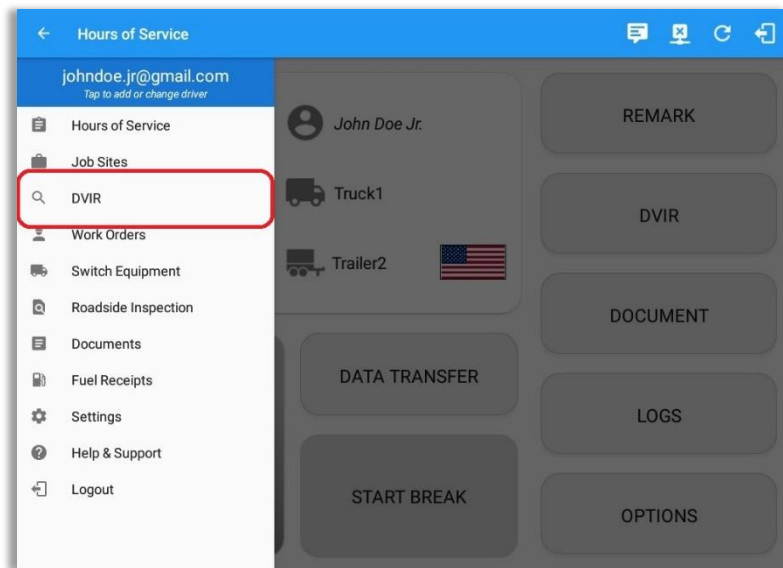 Hours of Service
johndoe.jr@gmail.com
Tap to add or change driver
Hours of Service
Job Sites
DVIR
Work Orders
Switch Equipment
Roadside Inspection
Documents
Fuel Receipts
Settings
Help & Support
Logout
John Doe Jr.
Truck1
Trailer2
DATA TRANSFER
START BREAK
REMARK
DVIR
DOCUMENT
LOGS
OPTIONS